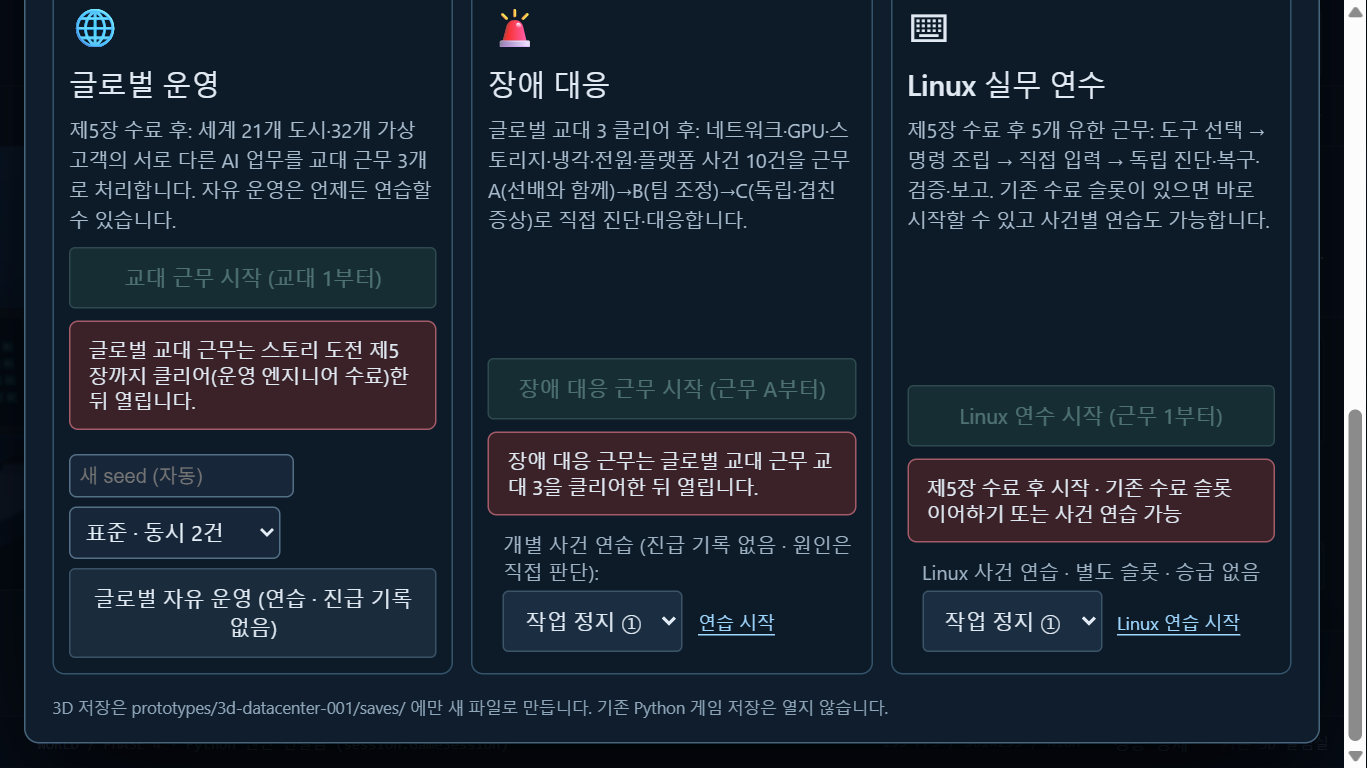 글로벌 운영
제5장 수료 후: 세계 21개 도시·32개 가상
고객의 서로 다른 AI 업무를 교대 근무 3개
로 처리합니다. 자유 운영은 언제든 연습할
수 있습니다.
교대 근무 시작 (교대 1부터)
글로벌 교대 근무는 스토리 도전 제5
장까지 클리어(운영 엔지니어 수료)한
뒤 열립니다.
새 seed (자동)
표준 · 동시 2건
글로벌 자유 운영 (연습 · 진급 기록
없음)
장애 대응
글로벌 교대 3 클리어 후: 네트워크·GPU·스
토리지·냉각·전원·플랫폼 사건 10건을 근무
A(선배와 함께)→B(팀 조정)→C(독립·겹친
증상)로 직접 진단·대응합니다.
장애 대응 근무 시작 (근무 A부터)
장애 대응 근무는 글로벌 교대 근무 교
대 3을 클리어한 뒤 열립니다.
개별 사건 연습 (진급 기록 없음 · 원인은
직접 판단):
작업 정지 ①
연습 시작
Linux 실무 연수
제5장 수료 후 5개 유한 근무: 도구 선택 →
명령 조립 → 직접 입력 → 독립 진단·복구·
검증·보고. 기존 수료 슬롯이 있으면 바로
시작할 수 있고 사건별 연습도 가능합니다.
Linux 연수 시작 (근무 1부터)
제5장 수료 후 시작 · 기존 수료 슬롯
이어하기 또는 사건 연습 가능
Linux 사건 연습 · 별도 슬롯 · 승급 없음
작업 정지 ①
Linux 연습 시작
3D 저장은 prototypes/3d-datacenter-001/saves/ 에만 새 파일로 만듭니다. 기존 Python 게임 저장은 열지 않습니다.